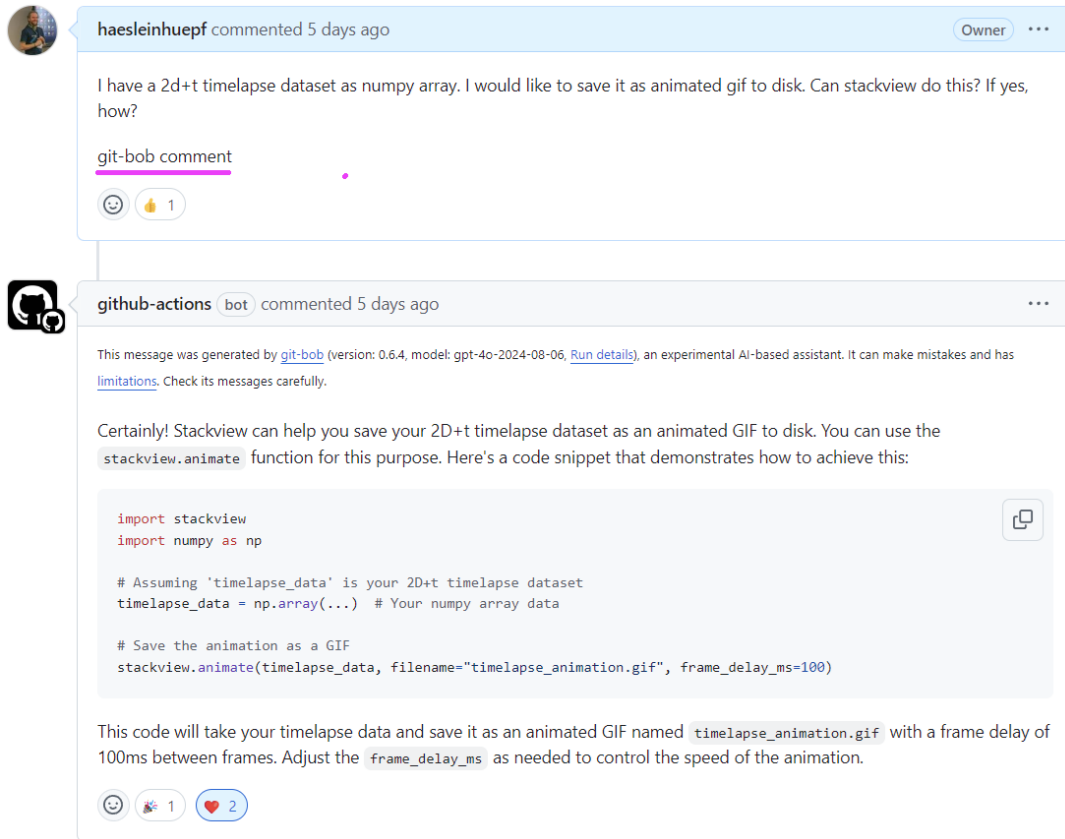 haesleinhuepf commented 5 days ago
Owner
I have a 2d+t timelapse dataset as numpy array. I would like to save it as animated gif to disk. Can stackview do this? If yes,
how?
git-bob comment
1
github-actions bot commented 5 days ago
This message was generated by git-bob (version: 0.6.4, model: gpt-4o-2024-08-06, Run details), an experimental AI-based assistant. It can make mistakes and has
limitations. Check its messages carefully.
Certainly! Stackview can help you save your 2D+t timelapse dataset as an animated GIF to disk. You can use the
stackview.animate function for this purpose. Here's a code snippet that demonstrates how to achieve this:
import stackview
import numpy as np
# Assuming 'timelapse_data' is your 2D+t timelapse dataset
timelapse_data = np.array(...)  # Your numpy array data
# Save the animation as a GIF
stackview.animate(timelapse_data, filename="timelapse_animation.gif", frame_delay_ms=100)
This code will take your timelapse data and save it as an animated GIF named timelapse_animation.gif with a frame delay of
100ms between frames. Adjust the frame_delay_ms as needed to control the speed of the animation.
1 2